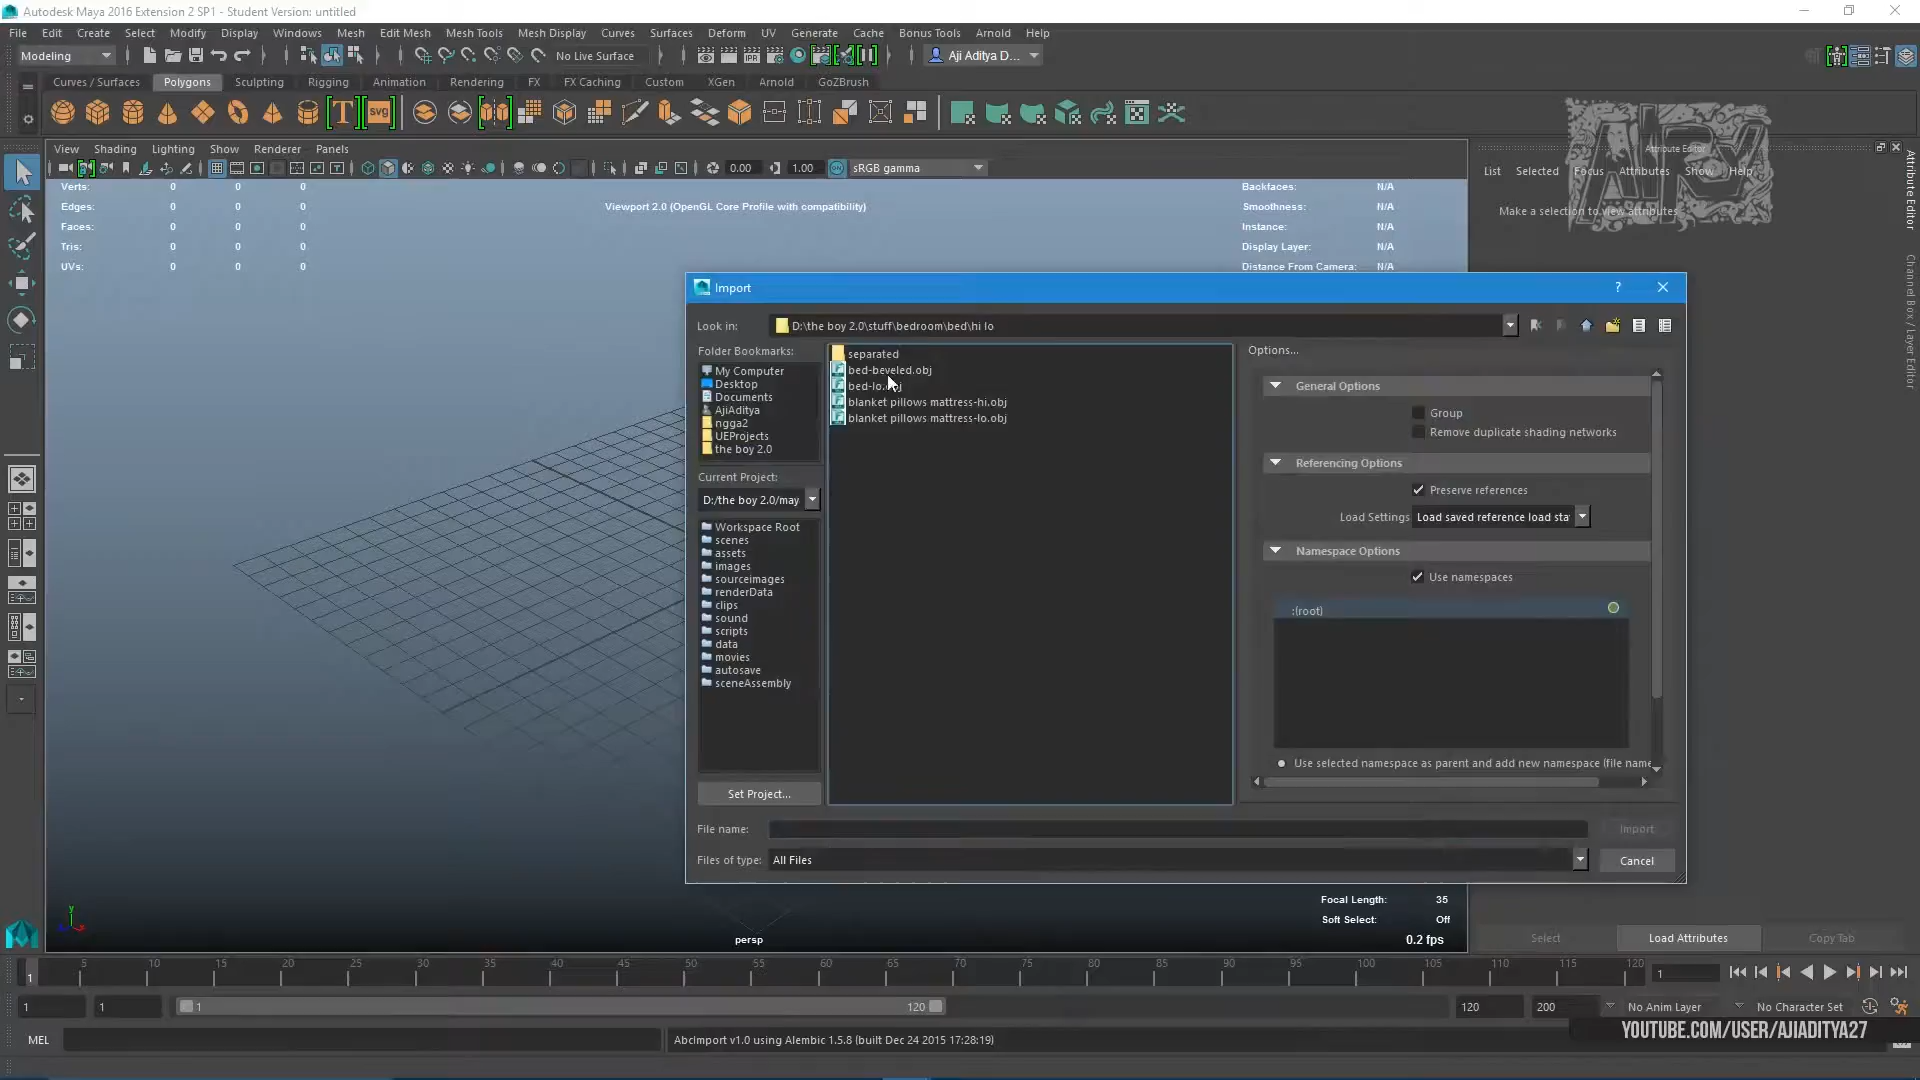 Autodesk Maya 2016 Extension 2 SP1 - Student Version: untitled
File Edit Create Select Modify Display Windows Mesh Edit Mesh Mesh Tools Mesh Display Curves Surfaces Deform UV Generate Cache Bonus Tools Arnold Help
Modeling No Live Surface Aji Aditya D...
Curves / Surfaces Polygons Sculpting Rigging Animation Rendering FX FX Caching Custom XGen Arnold GoZBrush
T svg
View Shading Lighting Show Renderer Panels
0.00 1.00 sRGB gamma
Verts: 0 0 0
Edges: 0 0 0
Faces: 0 0 0
Tris: 0 0 0
UVs: 0 0 0
Viewport 2.0 (OpenGL Core Profile with compatibility)
Backfaces: N/A
Smoothness: N/A
Instance: N/A
Display Layer: N/A
Distance From Camera: N/A
Attribute Editor
List Selected Focus Attributes Show Help
Make a selection to view attributes
Attribute Editor
Channel Box / Layer Editor
Import
Look in: D:\the boy 2.0\stuff\bedroom\bed\hi lo
Folder Bookmarks:
My Computer
Desktop
Documents
AjiAditya
ngga2
UEProjects
the boy 2.0
Current Project:
D:/the boy 2.0/may
Workspace Root
scenes
assets
images
sourceimages
renderData
clips
sound
scripts
data
movies
autosave
sceneAssembly
Set Project...
separated
bed-beveled.obj
bed-lo.obj
blanket pillows mattress-hi.obj
blanket pillows mattress-lo.obj
Options...
General Options
Group
Remove duplicate shading networks
Referencing Options
Preserve references
Load Settings Load saved reference load sta
Namespace Options
Use namespaces
:(root)
Use selected namespace as parent and add new namespace (file name
File name: Import
Files of type: All Files Cancel
Focal Length: 35
Soft Select: Off
0.2 fps
y
persp
Select Load Attributes Copy Tab
1 5 10 15 20 25 30 35 40 45 50 55 60 65 70 75 80 85 90 95 100 105 110 115 120 1
1 1 1 120 120 200 No Anim Layer No Character Set
MEL AbcImport v1.0 using Alembic 1.5.8 (built Dec 24 2015 17:28:19)
YOUTUBE.COM/USER/AJIADITYA27